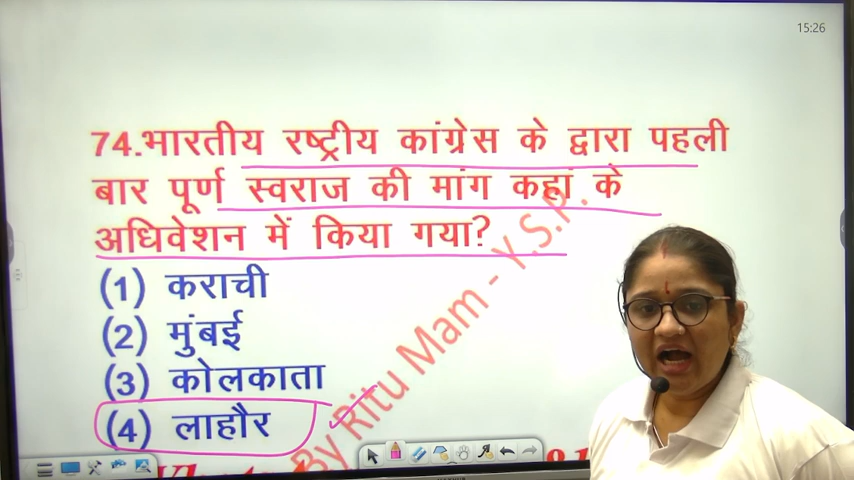 15:26
74.भारतीय रष्ट्रीय कांग्रेस के द्वारा पहली
बार पूर्ण स्वराज की मांग कहां के
अधिवेशन में किया गया?
(1) कराची
(2) मुंबई
(3) कोलकाता
(4) लाहौर
By Ritu Mam - Y.S.P.